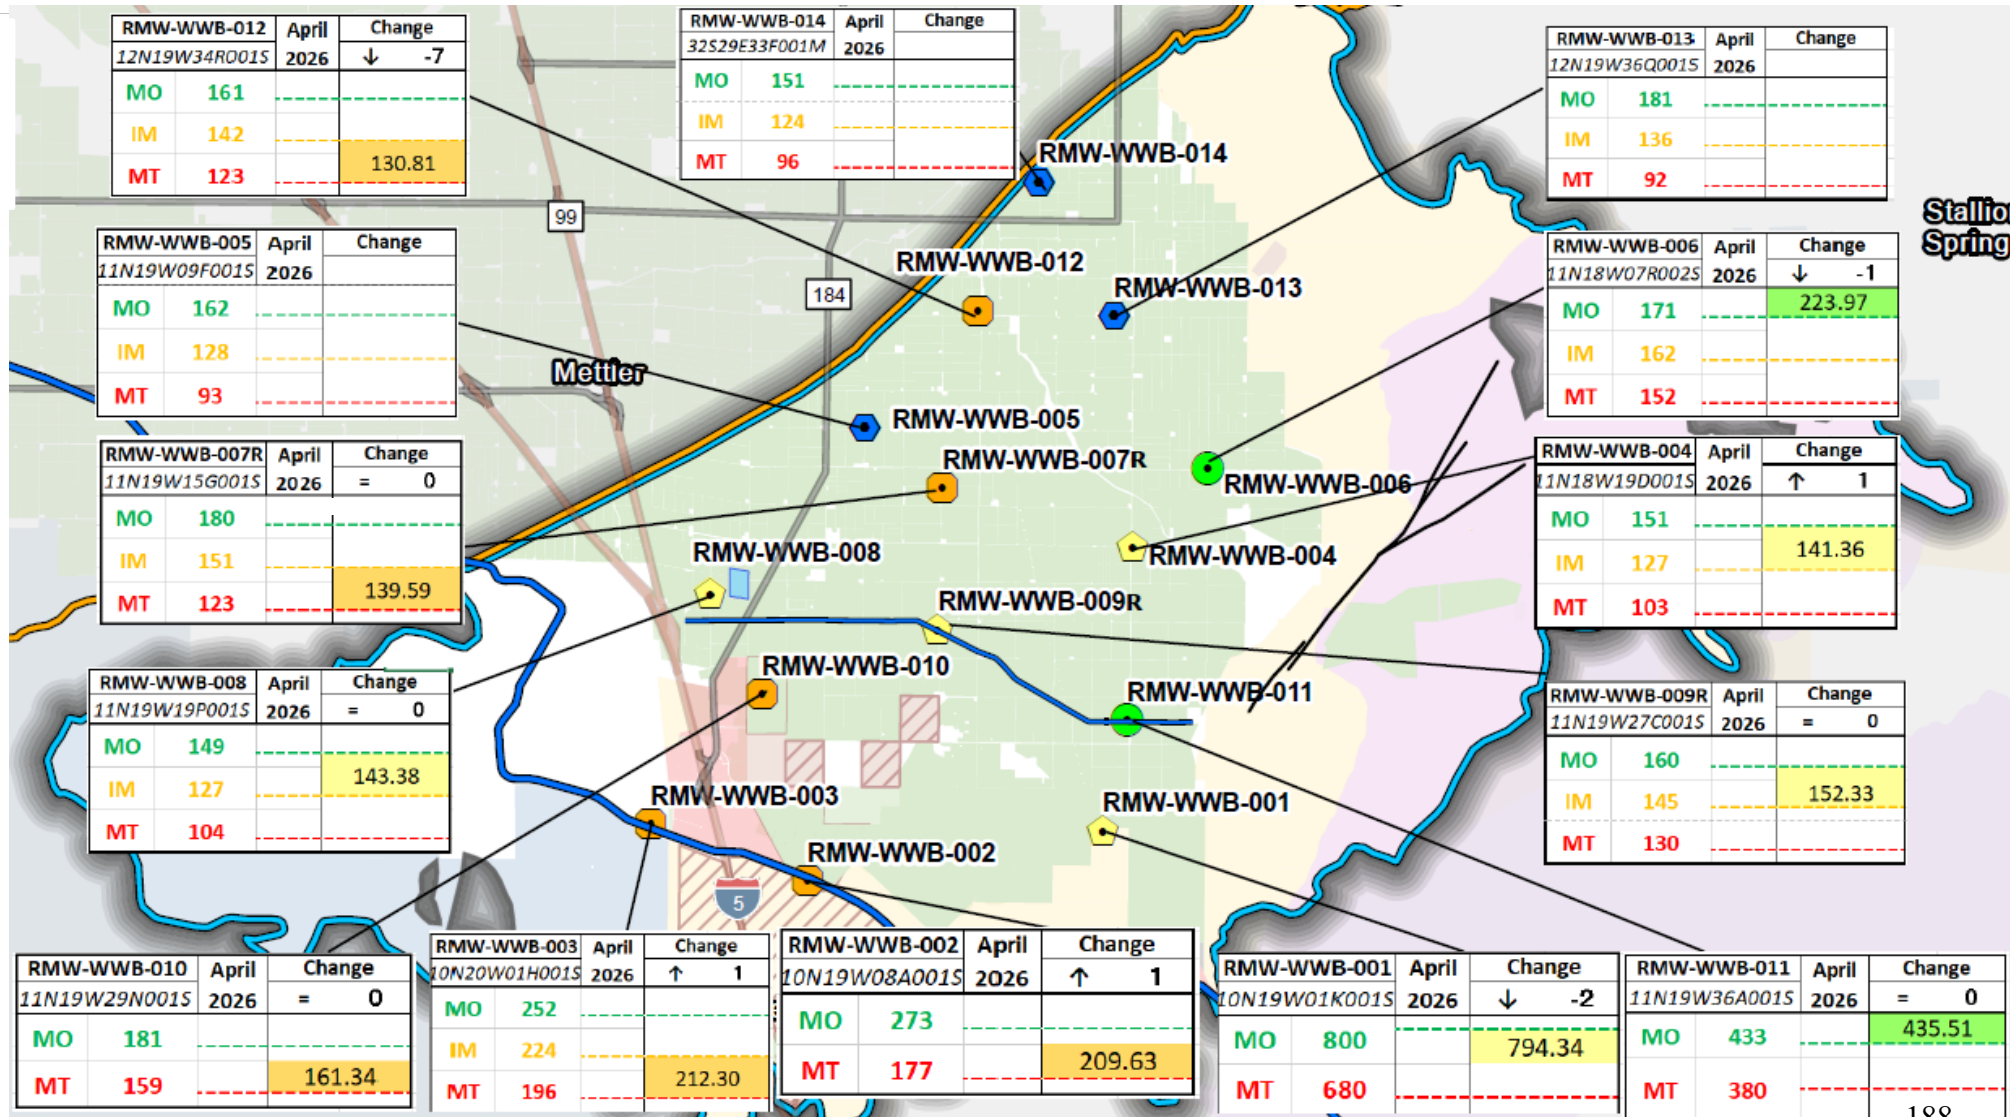 RMW-WWB-012 April Change
12N19W34R001S 2026 ↓ -7
MO 161
IM 142
MT 123 130.81
RMW-WWB-014 April Change
32S29E33F001M 2026
MO 151
IM 124
MT 96
RMW-WWB-013 April Change
12N19W36Q001S 2026
MO 181
IM 136
MT 92
RMW-WWB-005 April Change
11N19W09F001S 2026
MO 162
IM 128
MT 93
RMW-WWB-006 April Change
11N18W07R002S 2026 ↓ -1
MO 171 223.97
IM 162
MT 152
RMW-WWB-007R April Change
11N19W15G001S 2026 = 0
MO 180
IM 151
MT 123 139.59
RMW-WWB-004 April Change
11N18W19D001S 2026 ↑ 1
MO 151
IM 127 141.36
MT 103
RMW-WWB-008 April Change
11N19W19P001S 2026 = 0
MO 149
IM 127 143.38
MT 104
RMW-WWB-009R April Change
11N19W27C001S 2026 = 0
MO 160
IM 145 152.33
MT 130
RMW-WWB-010 April Change
11N19W29N001S 2026 = 0
MO 181
MT 159 161.34
RMW-WWB-003 April Change
10N20W01H001S 2026 ↑ 1
MO 252
IM 224
MT 196 212.30
RMW-WWB-002 April Change
10N19W08A001S 2026 ↑ 1
MO 273
MT 177 209.63
RMW-WWB-001 April Change
10N19W01K001S 2026 ↓ -2
MO 800 794.34
MT 680
RMW-WWB-011 April Change
11N19W36A001S 2026 = 0
MO 433 435.51
MT 380
RMW-WWB-014
99
Stallio
Spring
RMW-WWB-012
184
RMW-WWB-013
Mettler
RMW-WWB-005
RMW-WWB-007R
RMW-WWB-006
RMW-WWB-008
RMW-WWB-004
RMW-WWB-009R
RMW-WWB-010
RMW-WWB-011
RMW-WWB-003
RMW-WWB-001
RMW-WWB-002
5
188